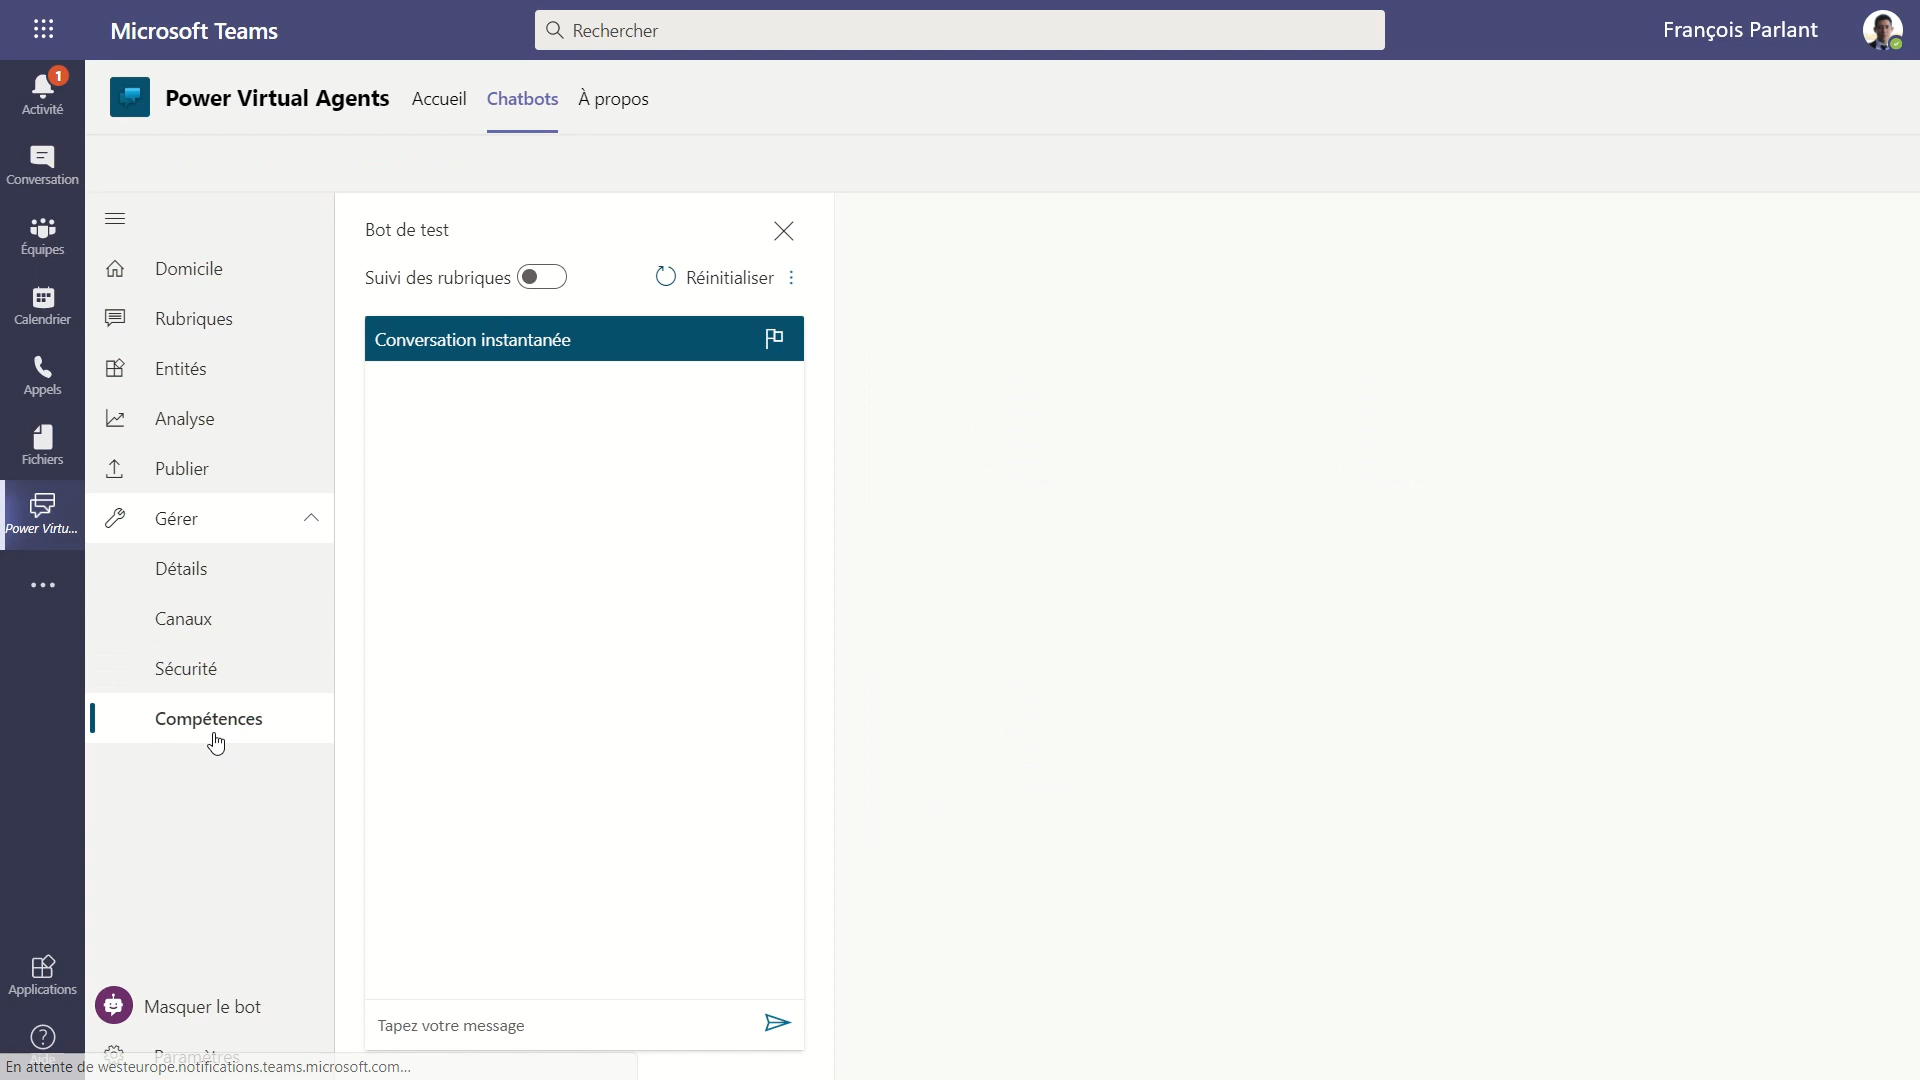 Microsoft Teams
Rechercher
François Parlant
1
Activité
Conversation
Équipes
Calendrier
Appels
Fichiers
Power Virtu...
Applications
Aide
Power Virtual Agents
Accueil
Chatbots
À propos
Domicile
Rubriques
Entités
Analyse
Publier
Gérer
Détails
Canaux
Sécurité
Compétences
Masquer le bot
Paramètres
Bot de test
Suivi des rubriques
Réinitialiser
Conversation instantanée
Tapez votre message
En attente de westeurope.notifications.teams.microsoft.com...